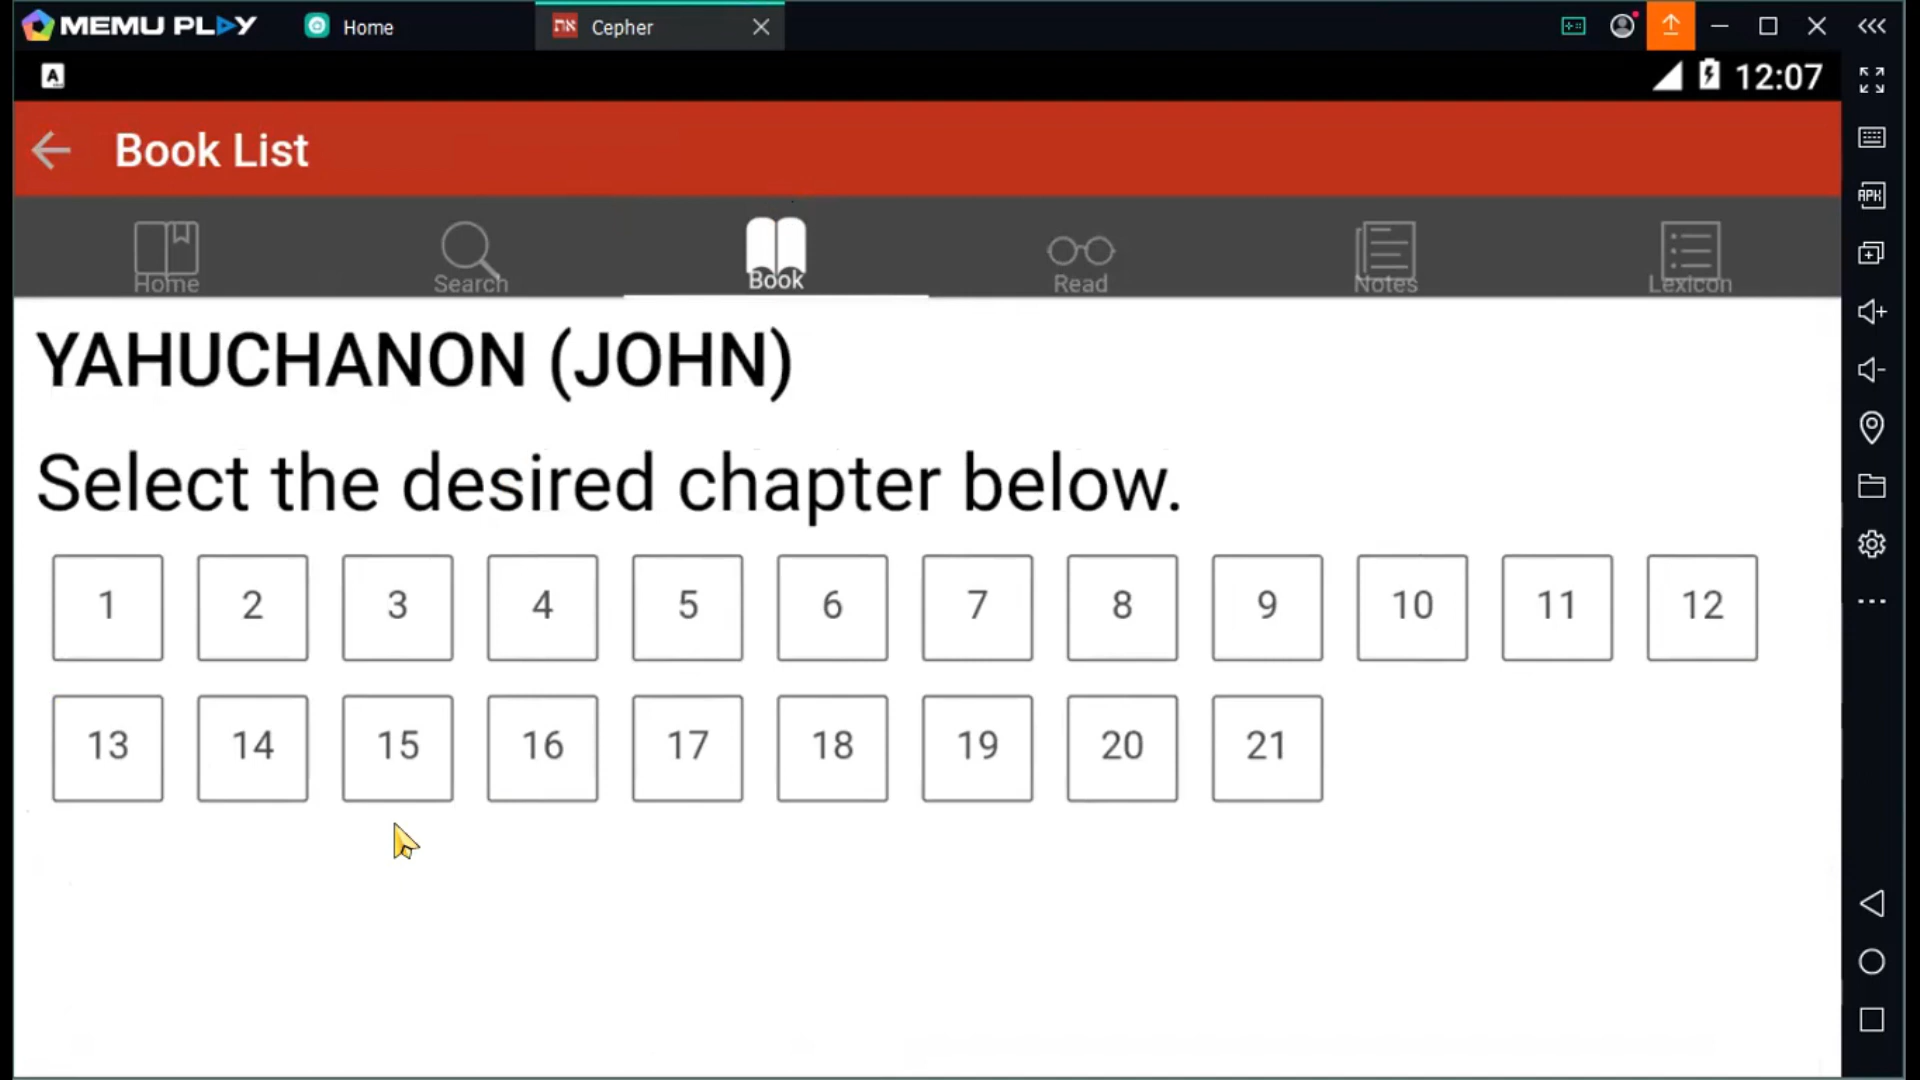 MEMU PLAY
Home
את Cepher
A
12:07
APK
Book List
Home
Search
Book
Read
Notes
Lexicon
YAHUCHANON (JOHN)
Select the desired chapter below.
1 2 3 4 5 6 7 8 9 10 11 12
13 14 15 16 17 18 19 20 21